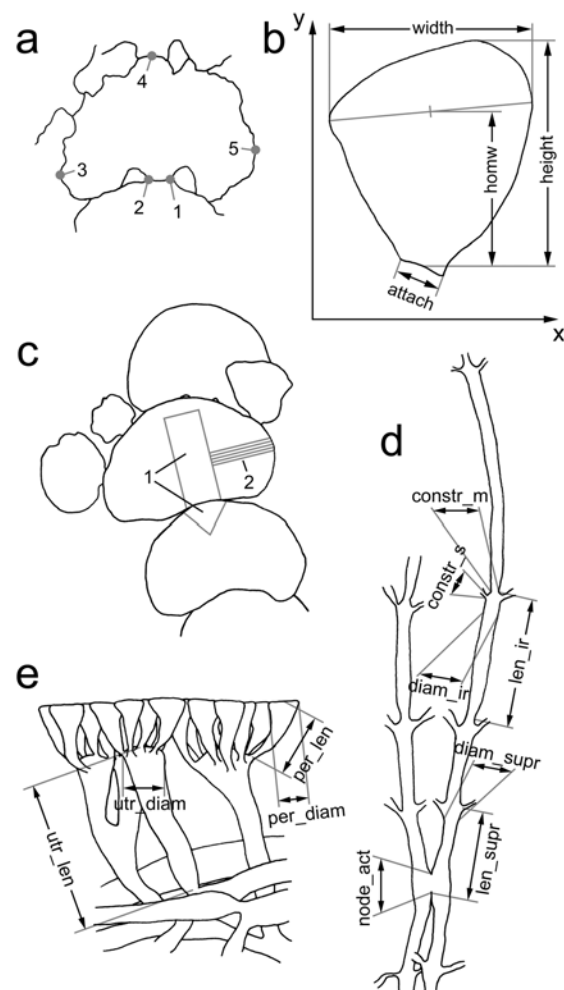 a
4
3
5
2
1
b
y
width
homw
height
attach
x
c
1
2
d
constr_m
constr_s
len_ir
diam_ir
diam_supr
len_supr
node_act
e
per_len
utr_diam
per_diam
utr_len